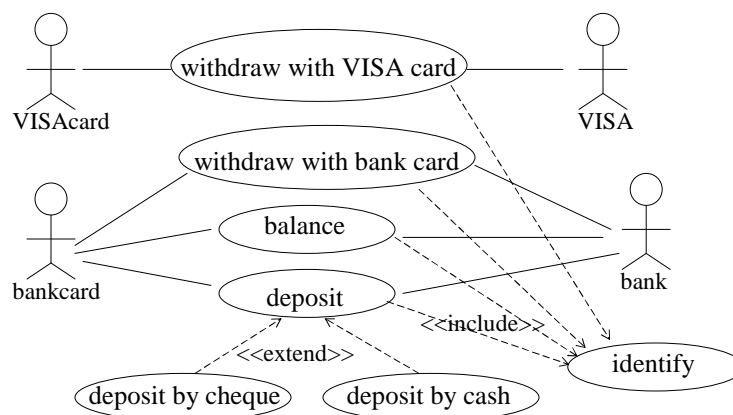 withdraw with VISA card
VISAcard
VISA
withdraw with bank card
balance
bankcard
bank
deposit
<<include>>
<<extend>>
identify
deposit by cheque
deposit by cash